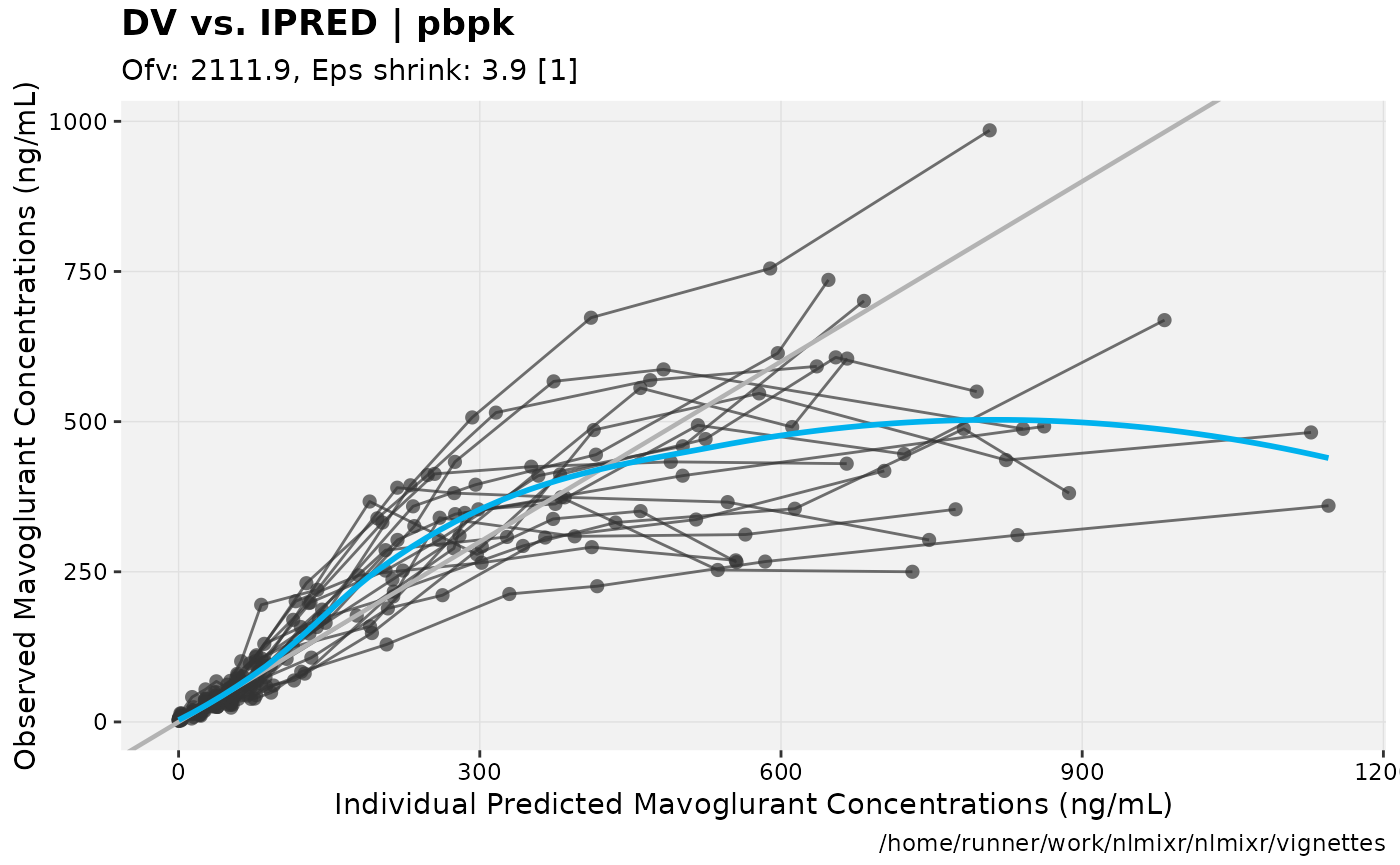 DV vs. IPRED | pbpk
Ofv: 2111.9, Eps shrink: 3.9 [1]
Observed Mavoglurant Concentrations (ng/mL)
1000
750
500
250
0
0 300 600 900 120
Individual Predicted Mavoglurant Concentrations (ng/mL)
/home/runner/work/nlmixr/nlmixr/vignettes